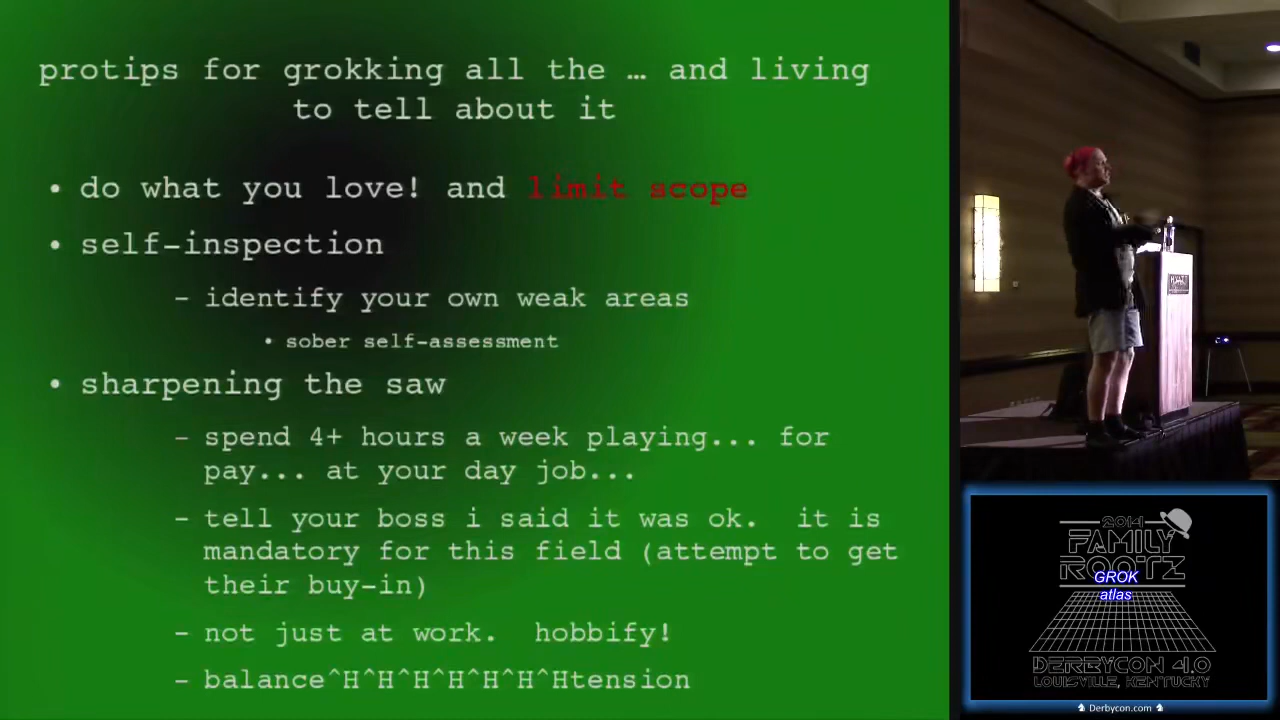 protips for grokking all the … and living
to tell about it
• do what you love! and limit scope
• self-inspection
– identify your own weak areas
• sober self-assessment
• sharpening the saw
– spend 4+ hours a week playing... for
pay... at your day job...
– tell your boss i said it was ok.  it is
mandatory for this field (attempt to get
their buy-in)
– not just at work.  hobbify!
– balance^H^H^H^H^H^H^Htension
2014
FAMILY
ROOTZ
GROK
atlas
DERBYCON 4.0
LOUISVILLE, KENTUCKY
Derbycon.com